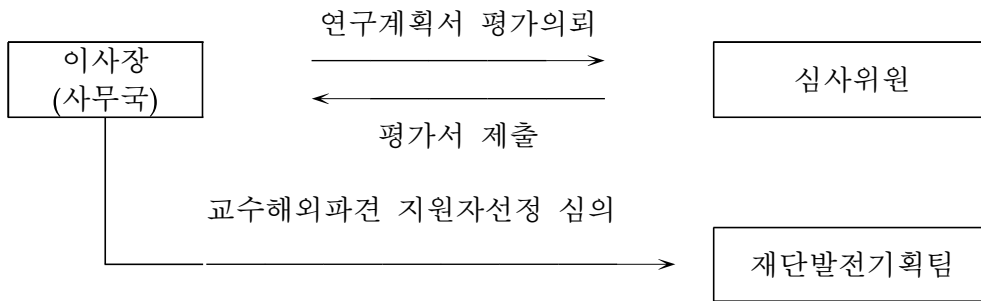 연구계획서 평가의뢰
이사장
(사무국)
심사위원
평가서 제출
교수해외파견 지원자선정 심의
재단발전기획팀